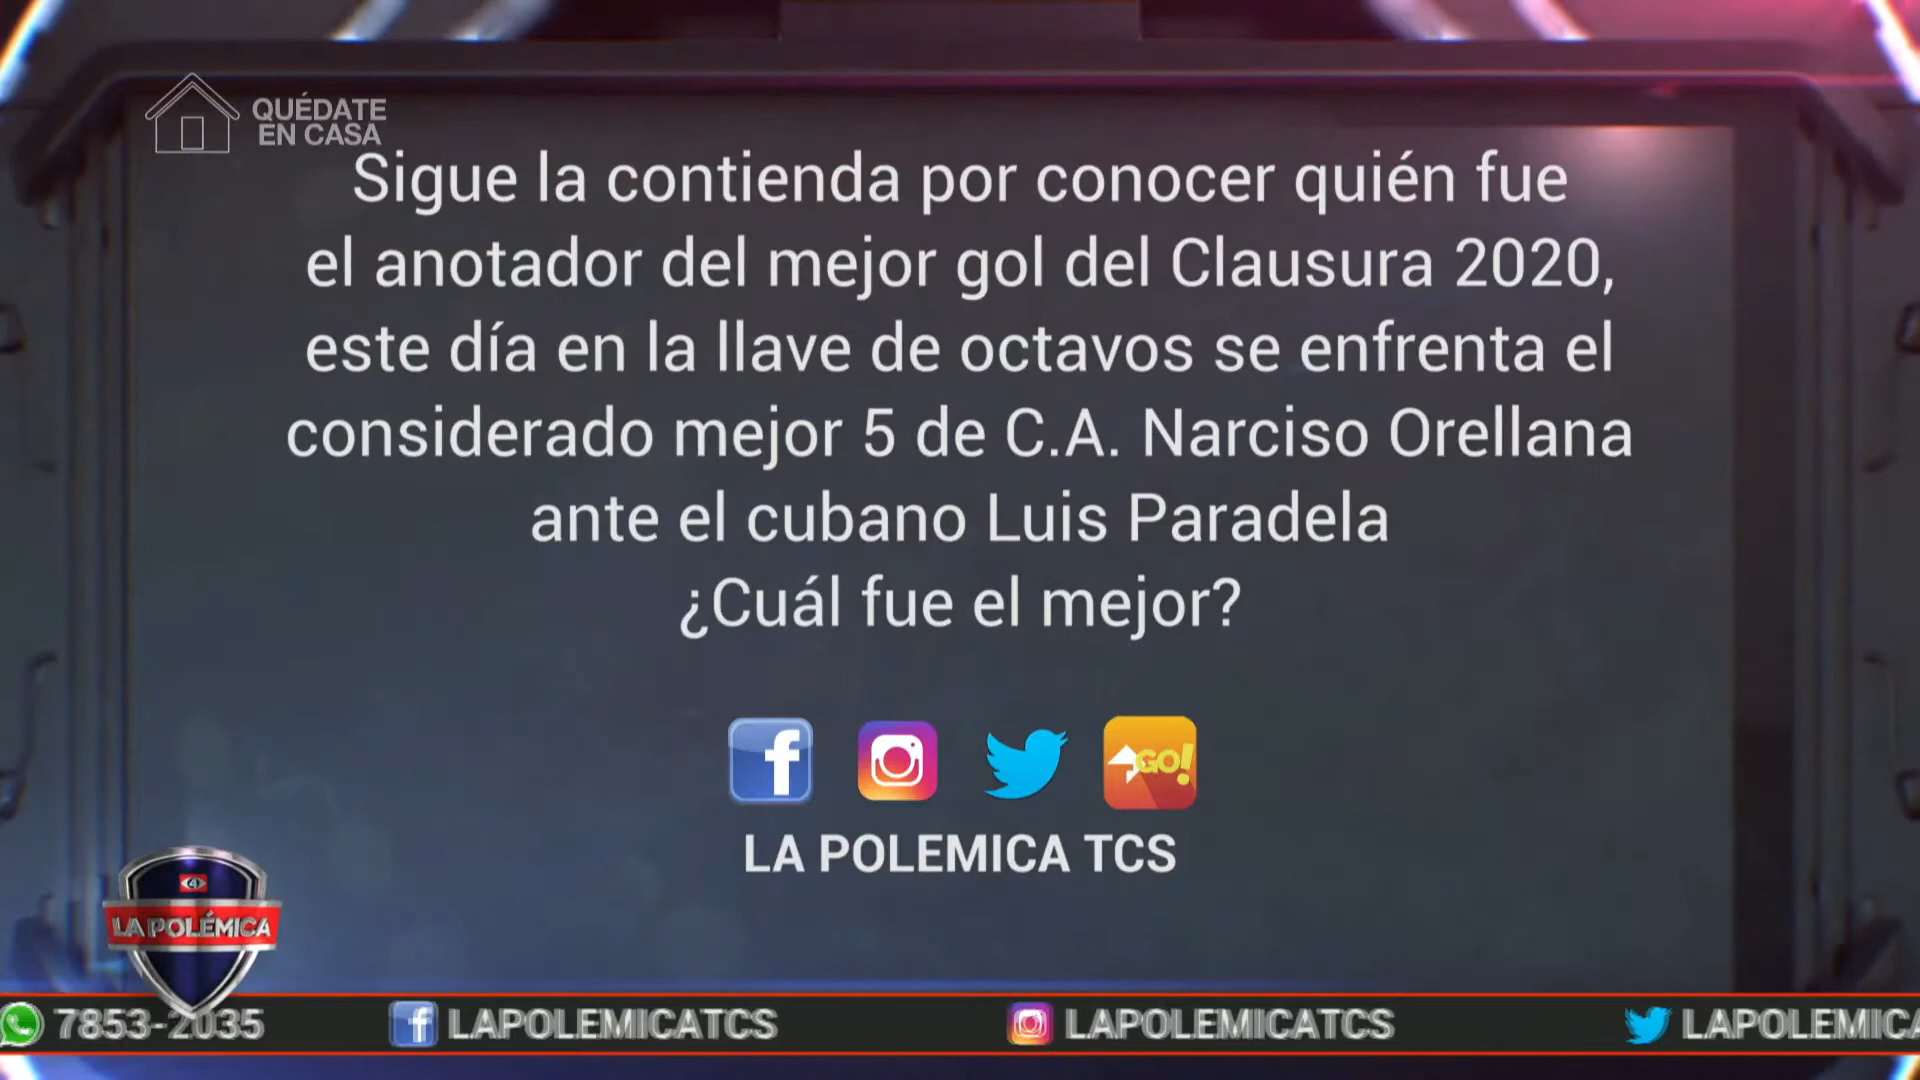 QUÉDATE
EN CASA
Sigue la contienda por conocer quién fue
el anotador del mejor gol del Clausura 2020,
este día en la llave de octavos se enfrenta el
considerado mejor 5 de C.A. Narciso Orellana
ante el cubano Luis Paradela
¿Cuál fue el mejor?
GO!
LA POLEMICA TCS
4
LA POLÉMICA
7853-2035 LAPOLEMICATCS LAPOLEMICATCS LAPOLEMICA